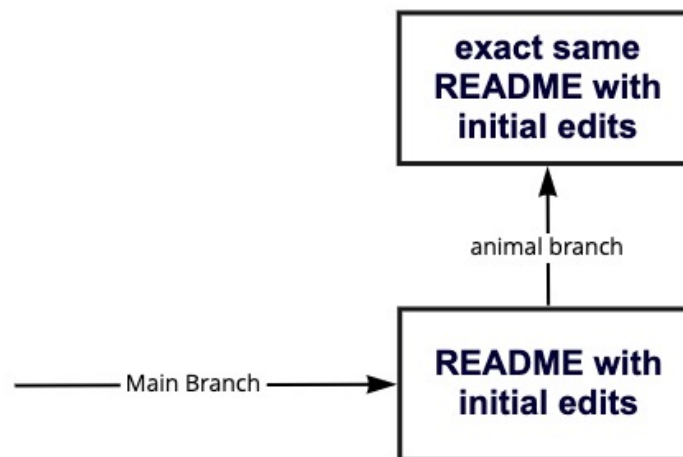 exact same
README with
initial edits
animal branch
Main Branch
README with
initial edits